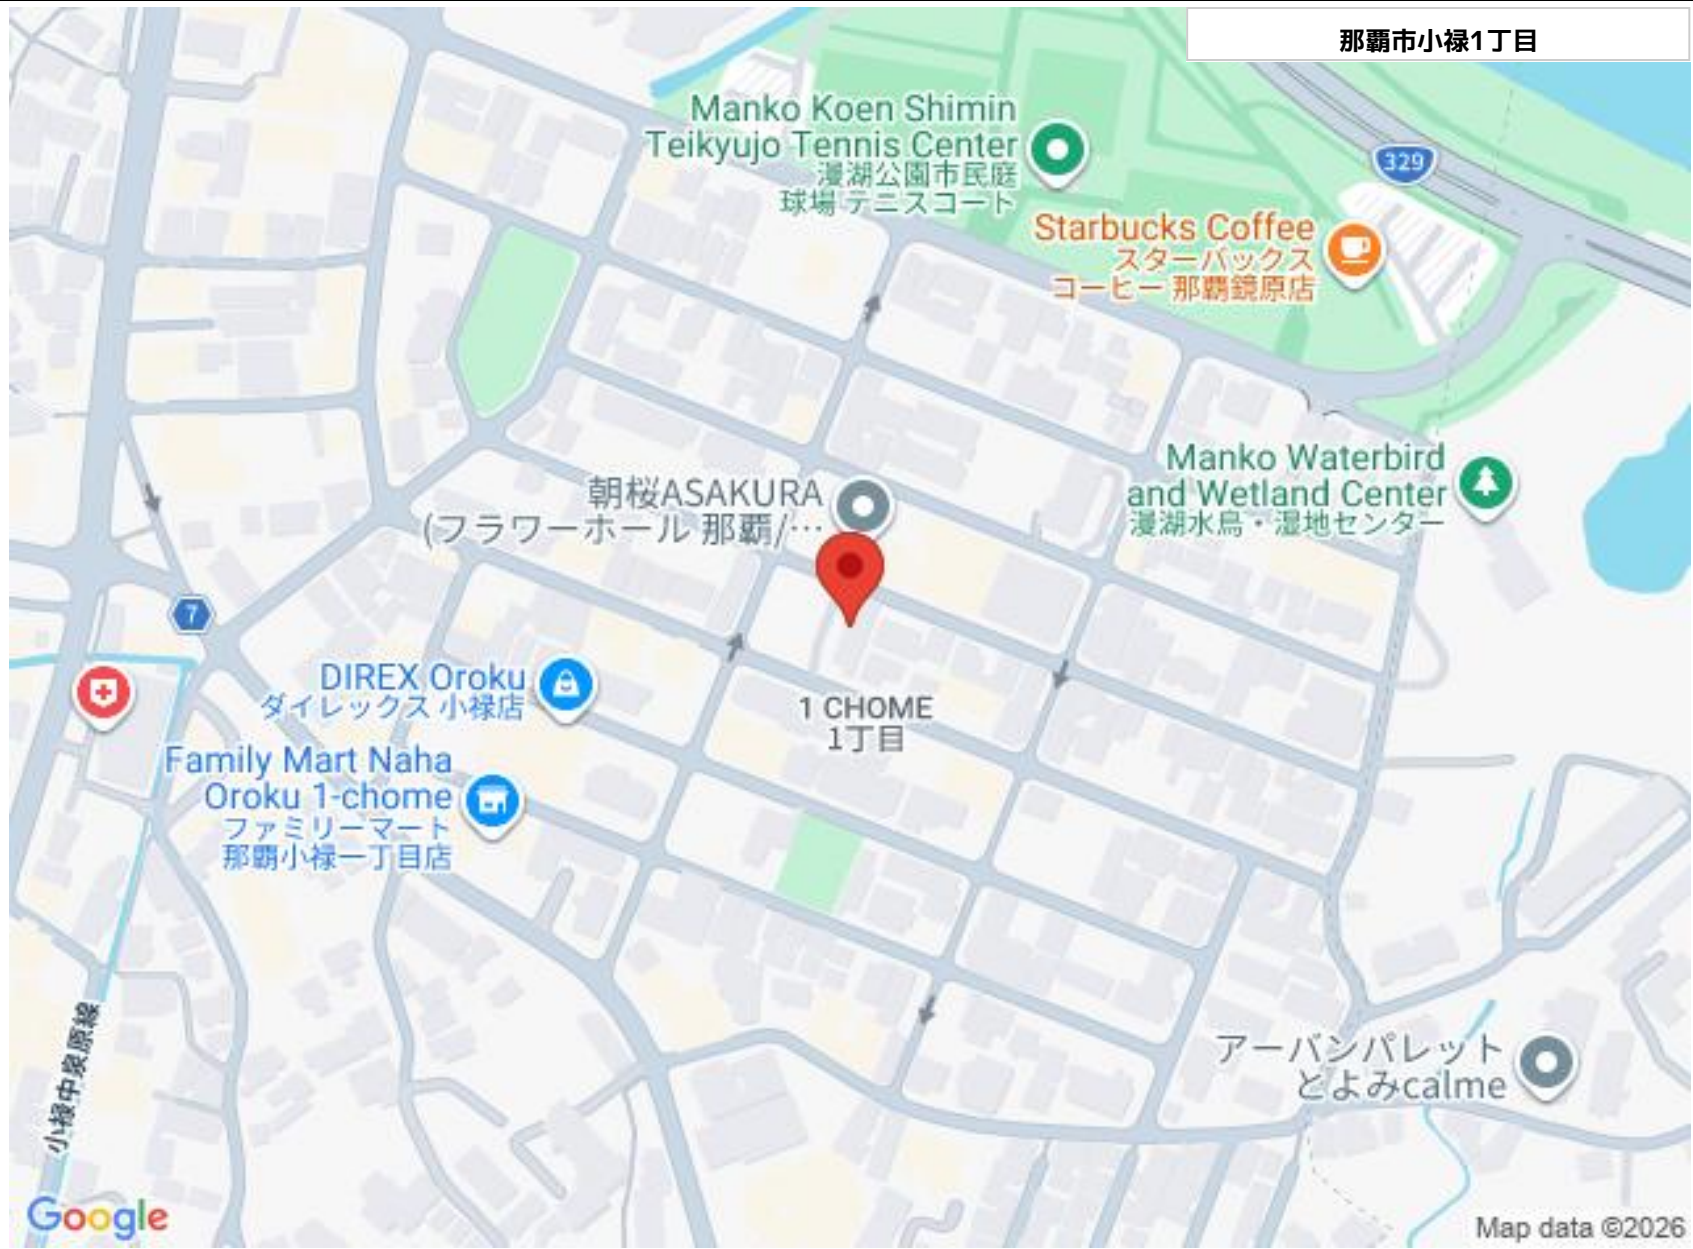 那覇市小禄1丁目
Manko Koen Shimin
Teikyujo Tennis Center
漫湖公園市民庭
球場 テニスコート
329
Starbucks Coffee
スターバックス
コーヒー 那覇鏡原店
Manko Waterbird
and Wetland Center
漫湖水鳥・湿地センター
朝桜ASAKURA
(フラワーホール 那覇/…
7
DIREX Oroku
ダイレックス 小禄店
1 CHOME
1丁目
Family Mart Naha
Oroku 1-chome
ファミリーマート
那覇小禄一丁目店
小禄中泉原線
アーバンパレット
とよみcalme
Google
Map data ©2026